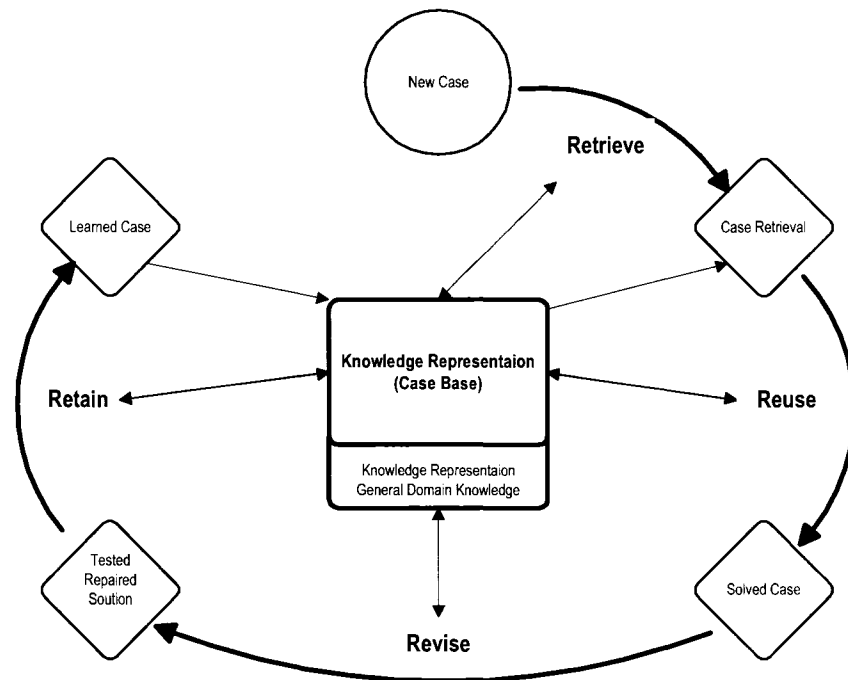 New Case
Retrieve
Learned Case
Case Retrieval
Knowledge Representaion
(Case Base)
Retain
Reuse
Knowledge Representaion
General Domain Knowledge
Tested
Repaired
Soution
Solved Case
Revise